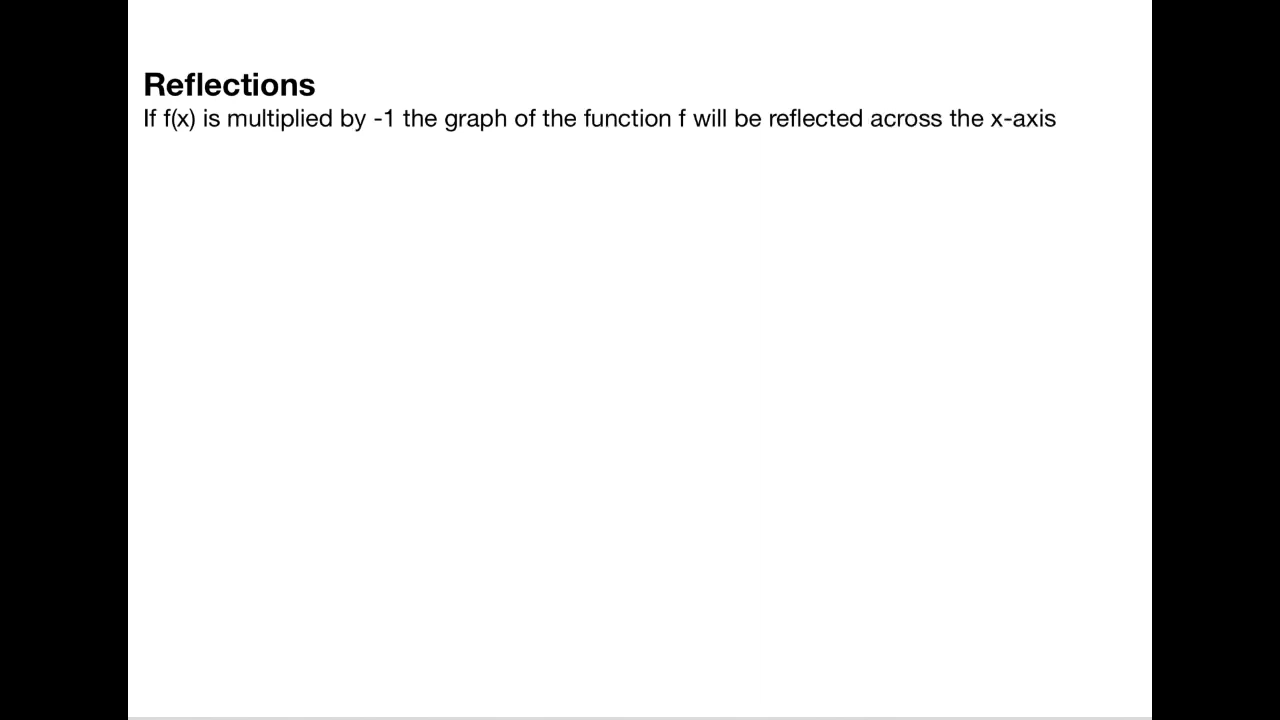 Reflections
If f(x) is multiplied by -1 the graph of the function f will be reflected across the x-axis